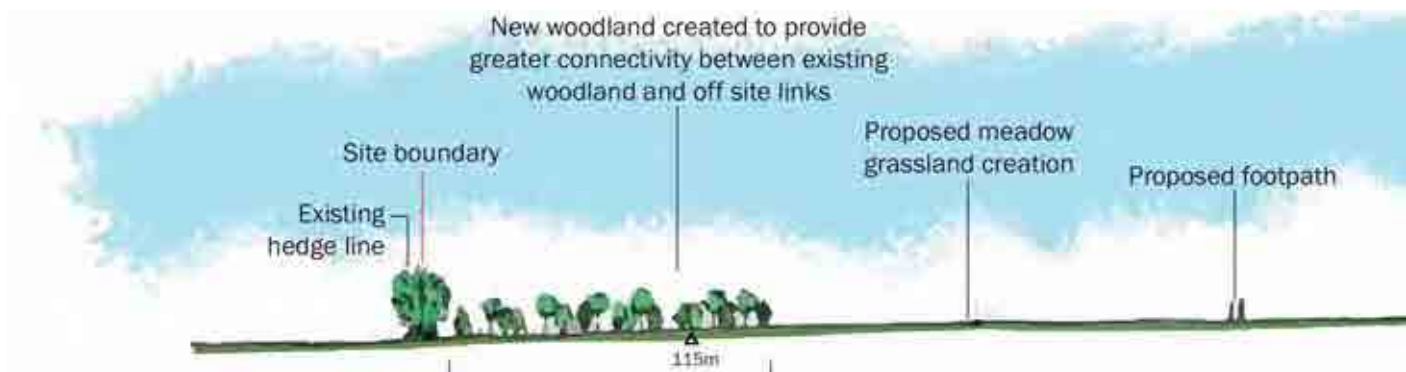 New woodland created to provide
greater connectivity between existing
woodland and off site links
Site boundary
Existing
hedge line
Proposed meadow
grassland creation
Proposed footpath
115m